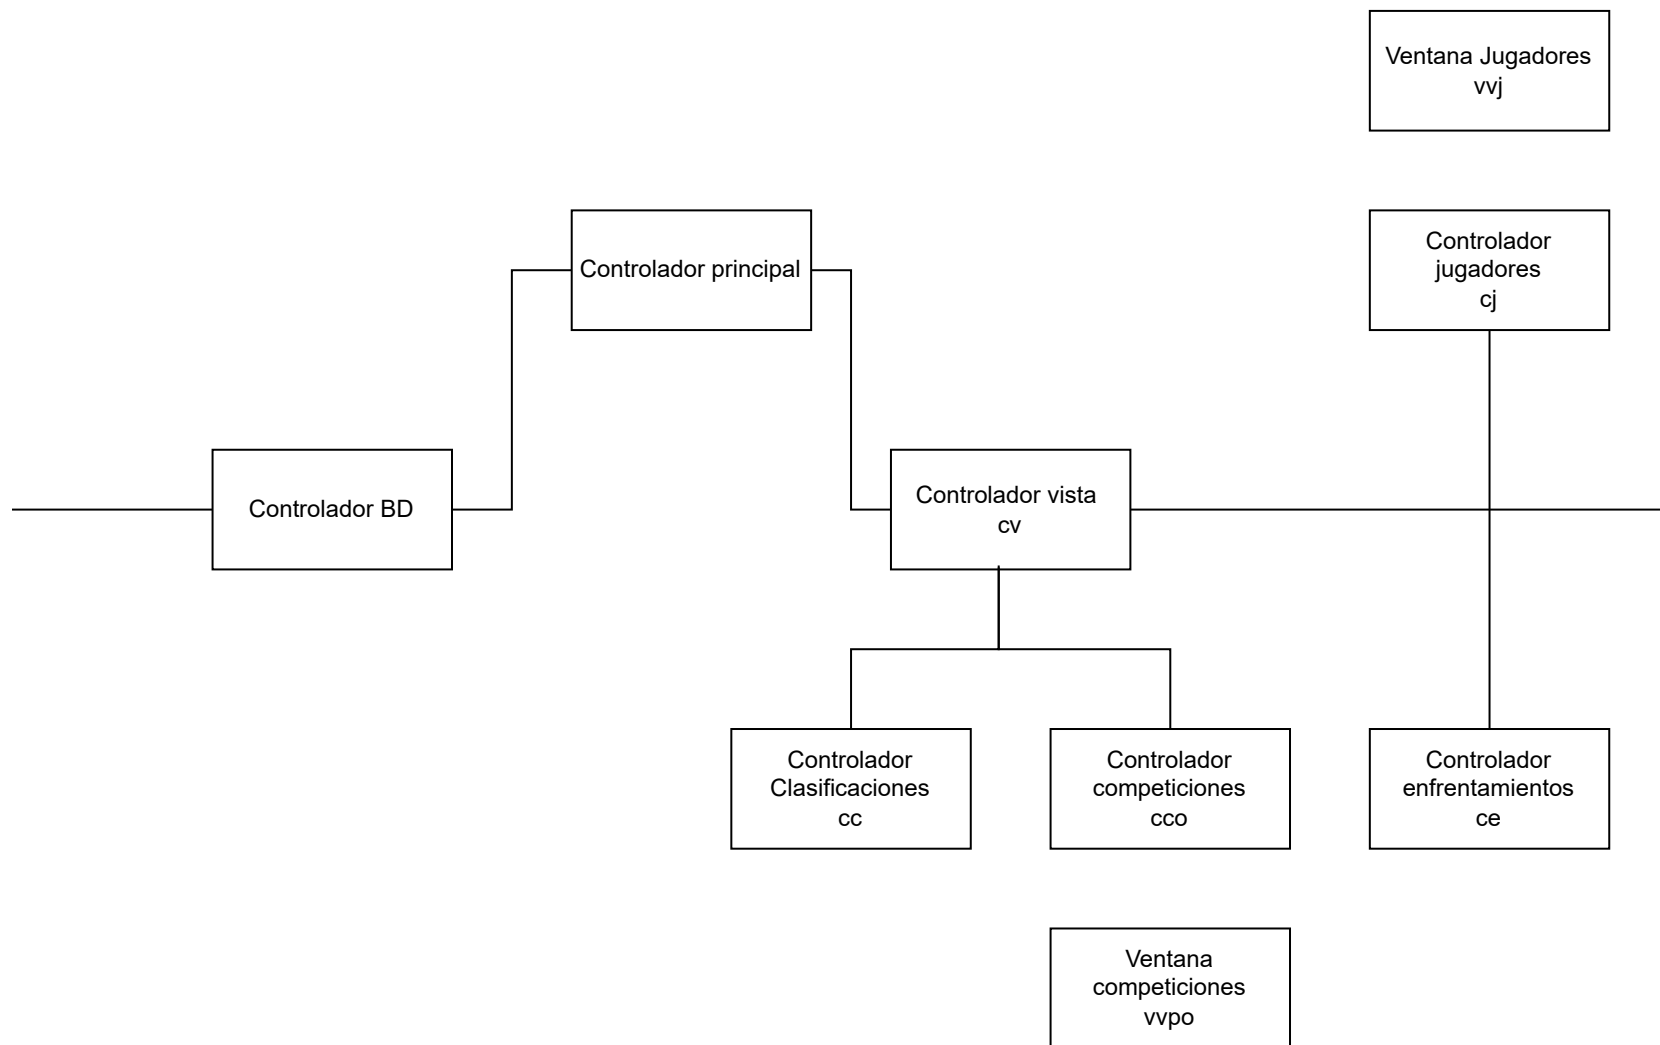 Ventana Jugadores
vvj
Controlador principal
Controlador
jugadores
cj
Controlador BD
Controlador vista
cv
Controlador
Clasificaciones
cc
Controlador
competiciones
cco
Controlador
enfrentamientos
ce
Ventana
competiciones
vvpo